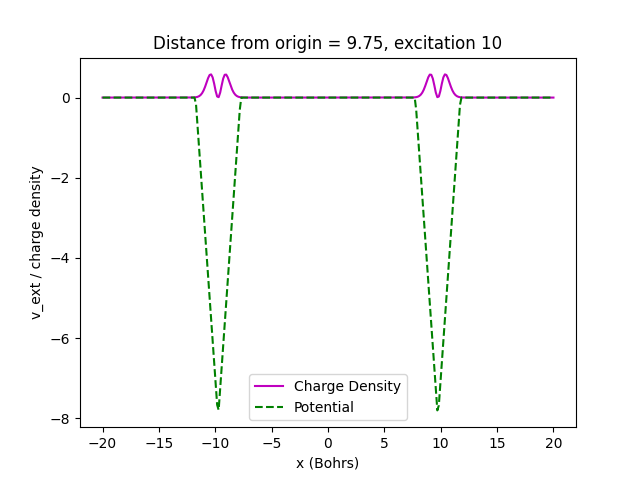 Distance from origin = 9.75, excitation 10
v_ext / charge density
0
−2
−4
−6
−8
Charge Density
Potential
−20 −15 −10 −5 0 5 10 15 20
x (Bohrs)